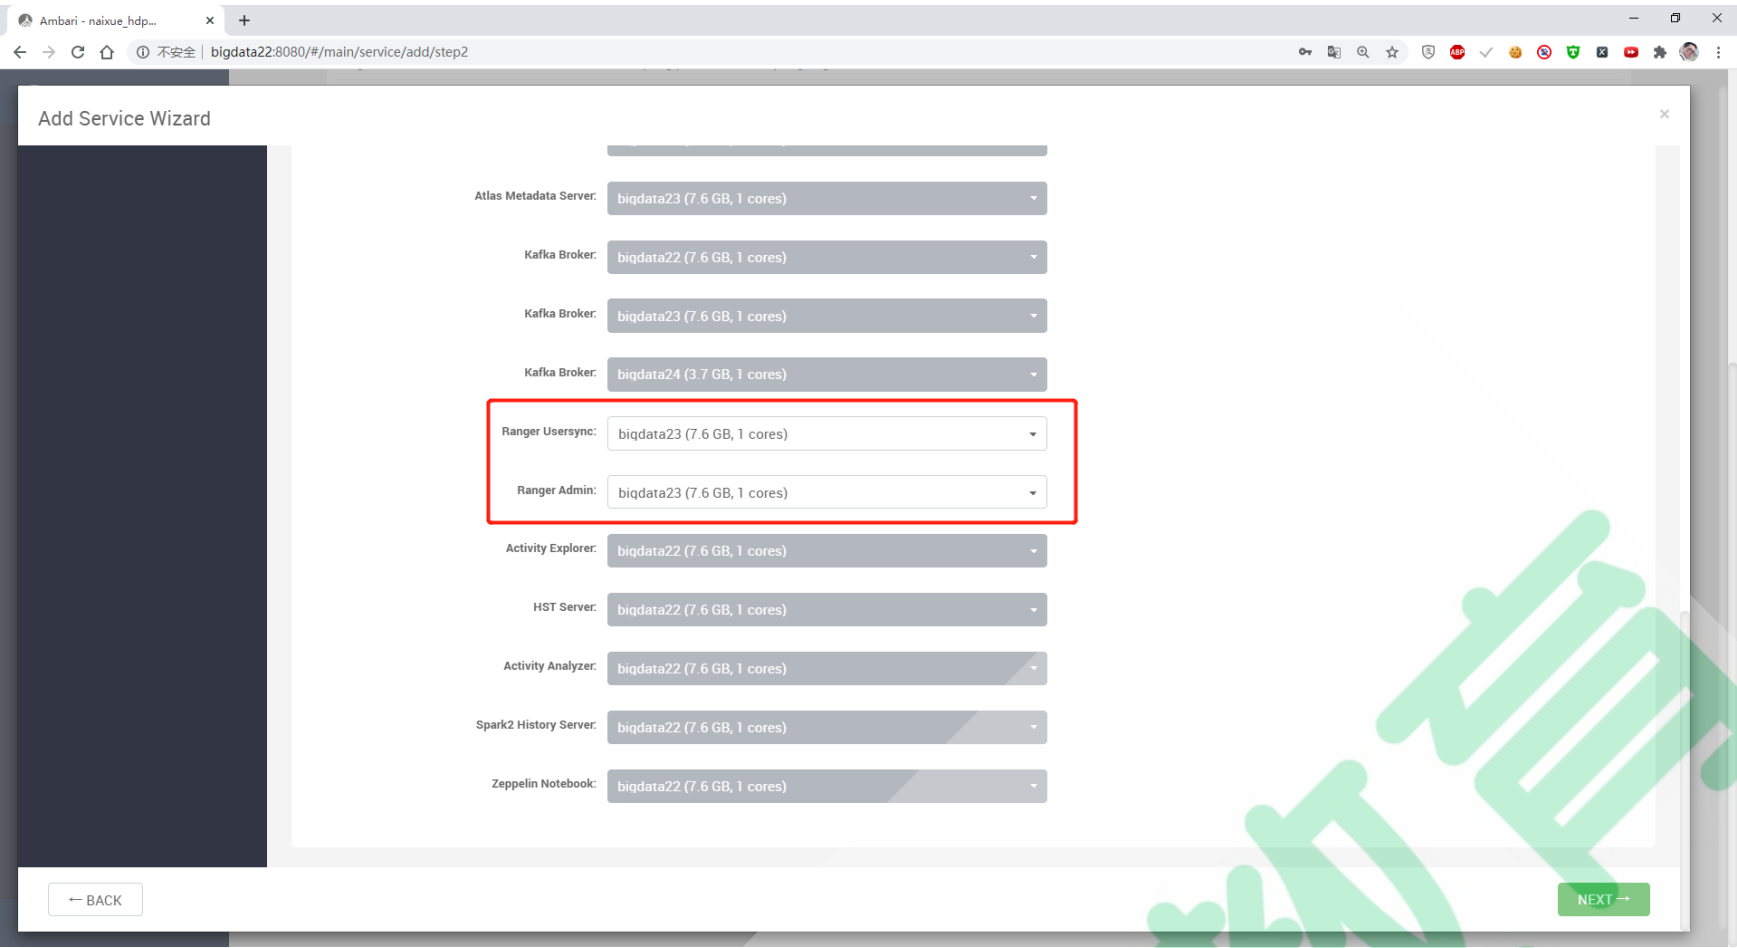 Ambari - naixue_hdp...
不安全 | bigdata22:8080/#/main/service/add/step2
ABP
Add Service Wizard
Atlas Metadata Server: bigdata23 (7.6 GB, 1 cores)
Kafka Broker: bigdata22 (7.6 GB, 1 cores)
Kafka Broker: bigdata23 (7.6 GB, 1 cores)
Kafka Broker: bigdata24 (3.7 GB, 1 cores)
Ranger Usersync: bigdata23 (7.6 GB, 1 cores)
Ranger Admin: bigdata23 (7.6 GB, 1 cores)
Activity Explorer: bigdata22 (7.6 GB, 1 cores)
HST Server: bigdata22 (7.6 GB, 1 cores)
Activity Analyzer: bigdata22 (7.6 GB, 1 cores)
Spark2 History Server: bigdata22 (7.6 GB, 1 cores)
Zeppelin Notebook: bigdata22 (7.6 GB, 1 cores)
← BACK
NEXT →